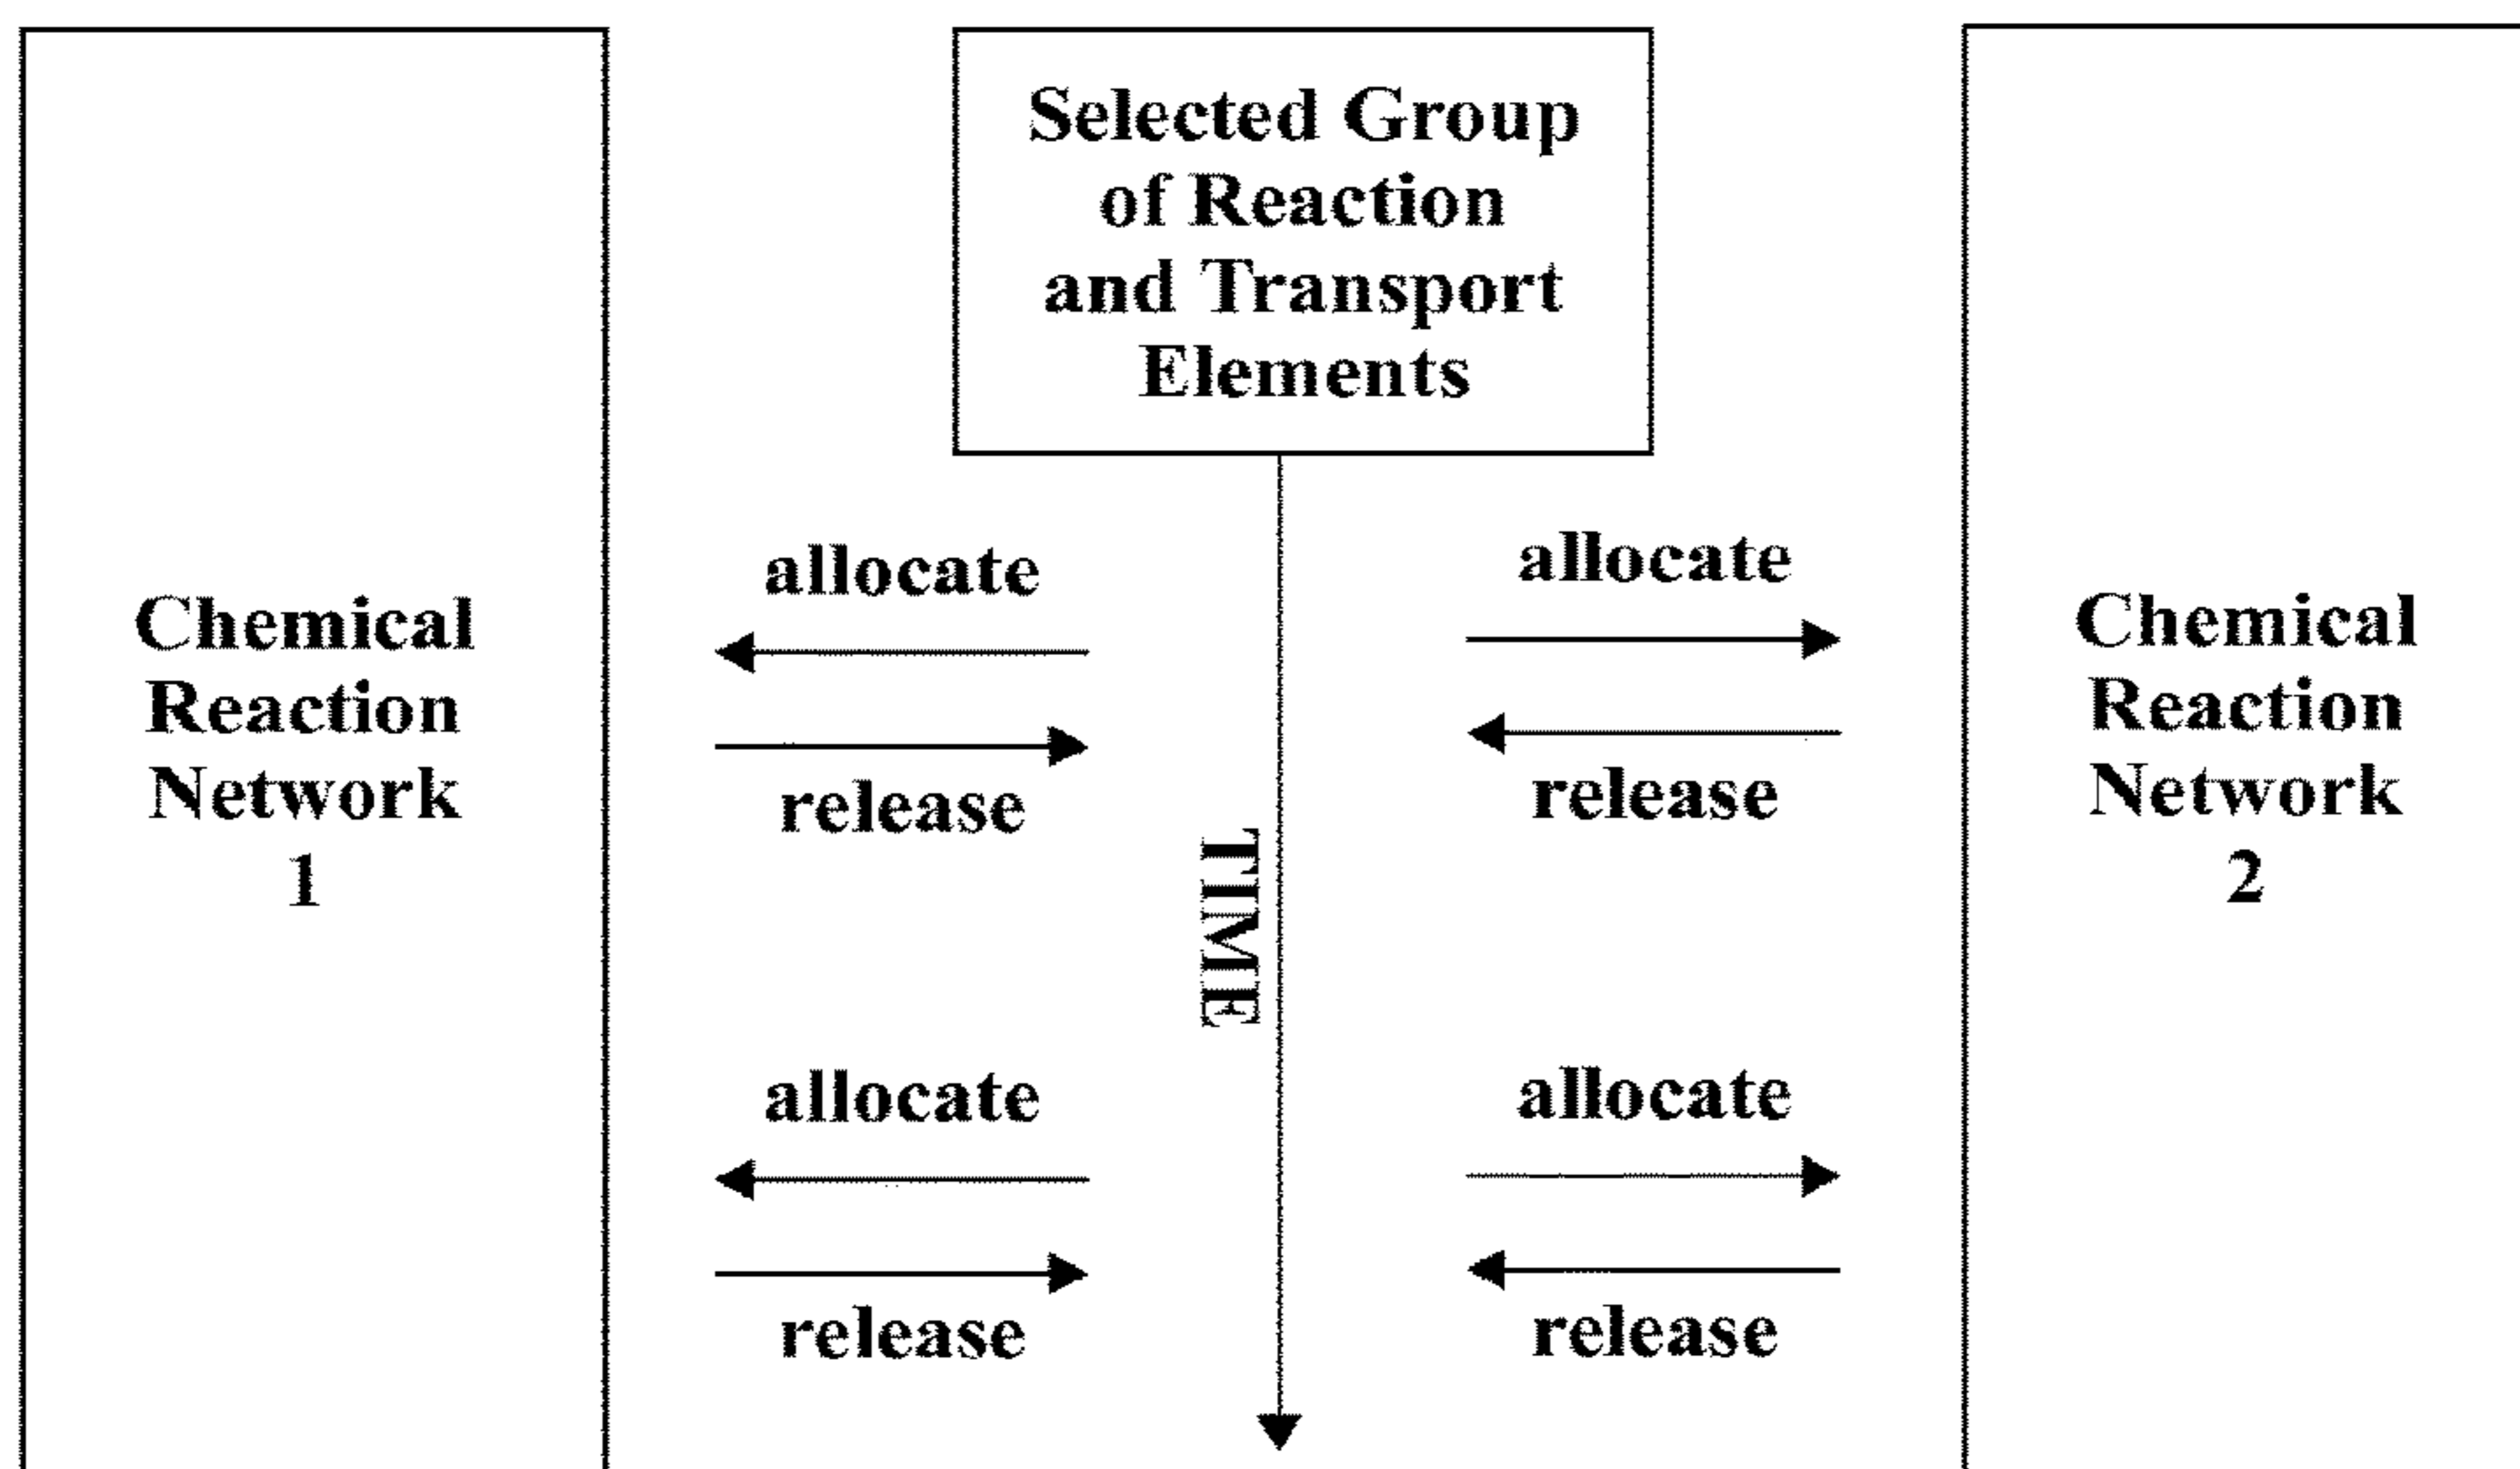 Selected Group
of Reaction
and Transport
Elements
Chemical
Reaction
Network
1
allocate
release
allocate
release
TIME
allocate
release
allocate
release
Chemical
Reaction
Network
2